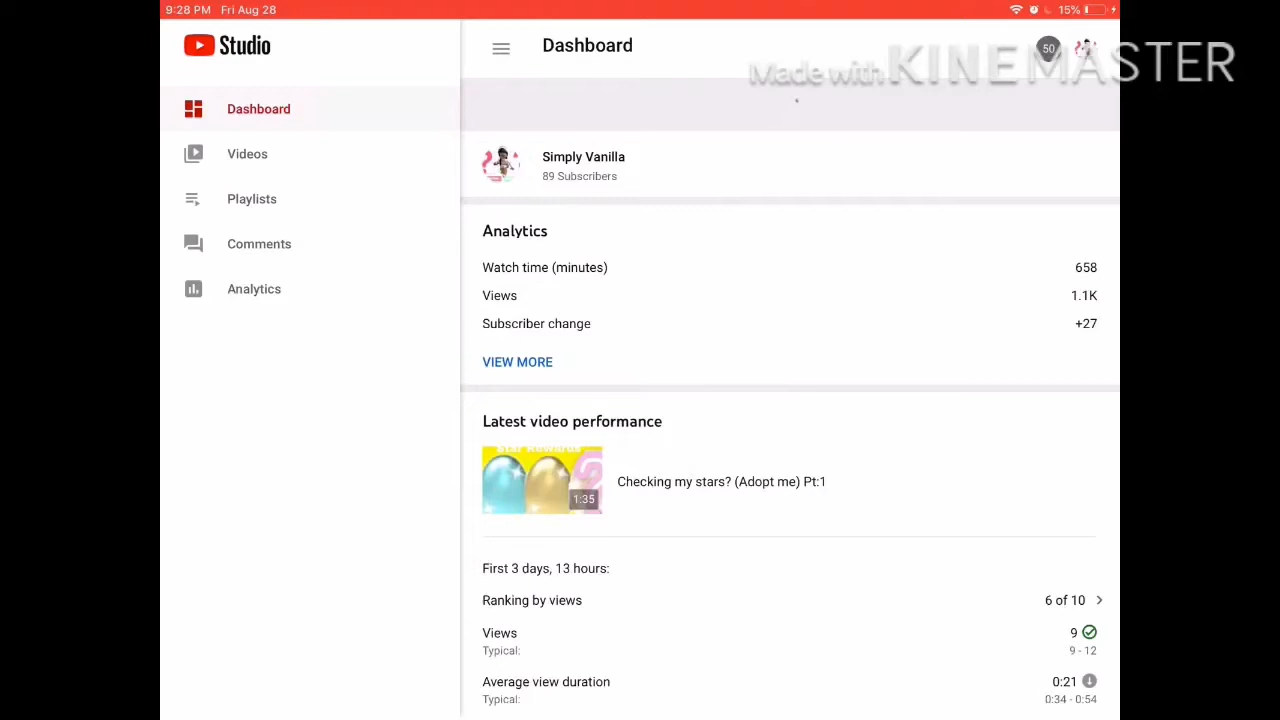 9:28 PM Fri Aug 28
15%
Studio
Dashboard
50
Made with KINEMASTER
Dashboard
Videos
Playlists
Comments
Analytics
Simply Vanilla
89 Subscribers
Analytics
Watch time (minutes) 658
Views 1.1K
Subscriber change +27
VIEW MORE
Latest video performance
Star Rewards
1:35
Checking my stars? (Adopt me) Pt:1
First 3 days, 13 hours:
Ranking by views 6 of 10
Views 9
Typical: 9 - 12
Average view duration 0:21
Typical: 0:34 - 0:54